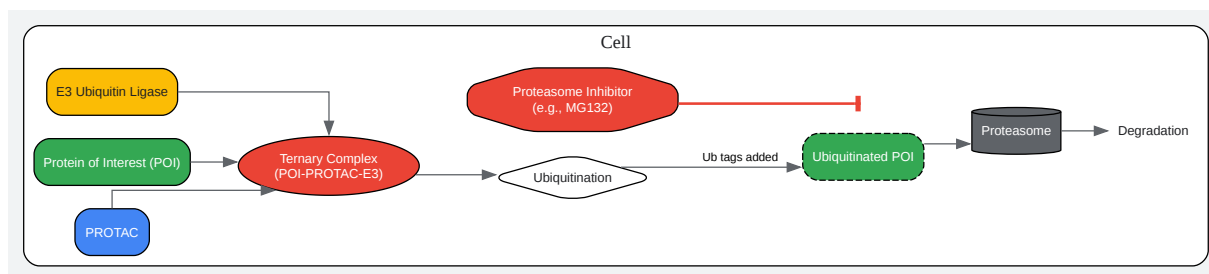 Cell
E3 Ubiquitin Ligase
Proteasome Inhibitor
(e.g., MG132)
Protein of Interest (POI)
Ternary Complex
(POI-PROTAC-E3)
Ubiquitination
Ub tags added
Ubiquitinated POI
Proteasome
Degradation
PROTAC